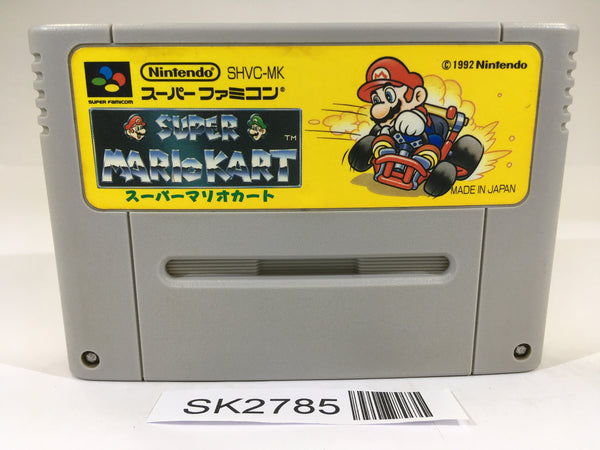 Nintendo SHVC-MK
© 1992 Nintendo
SUPER FAMICOM
スーパーファミコン®
SUPER
MARIO KART ™
スーパーマリオカート
MADE IN JAPAN
SK2785